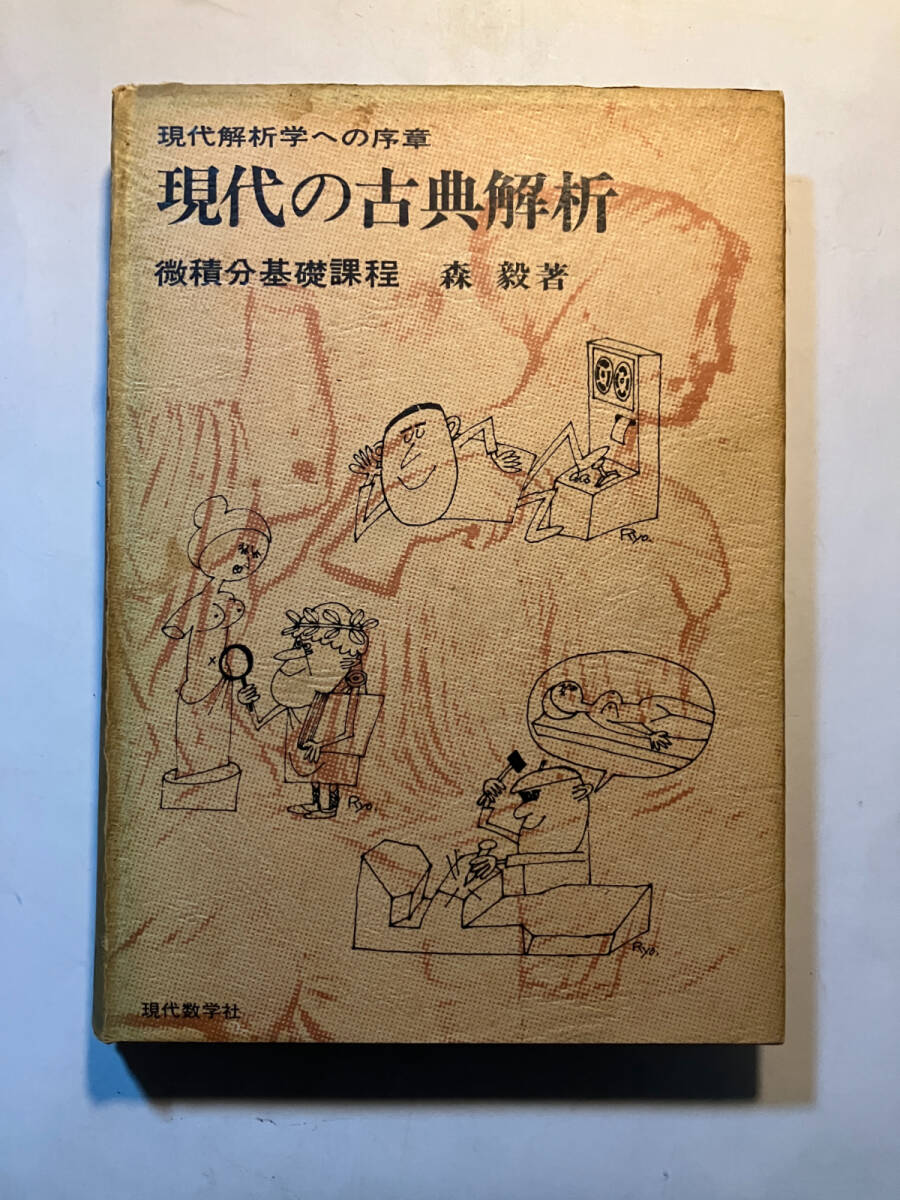 現代解析学への序章
現代の古典解析
微積分基礎課程 森 毅著
Ryo.
Ryo.
Ryo.
現代数学社